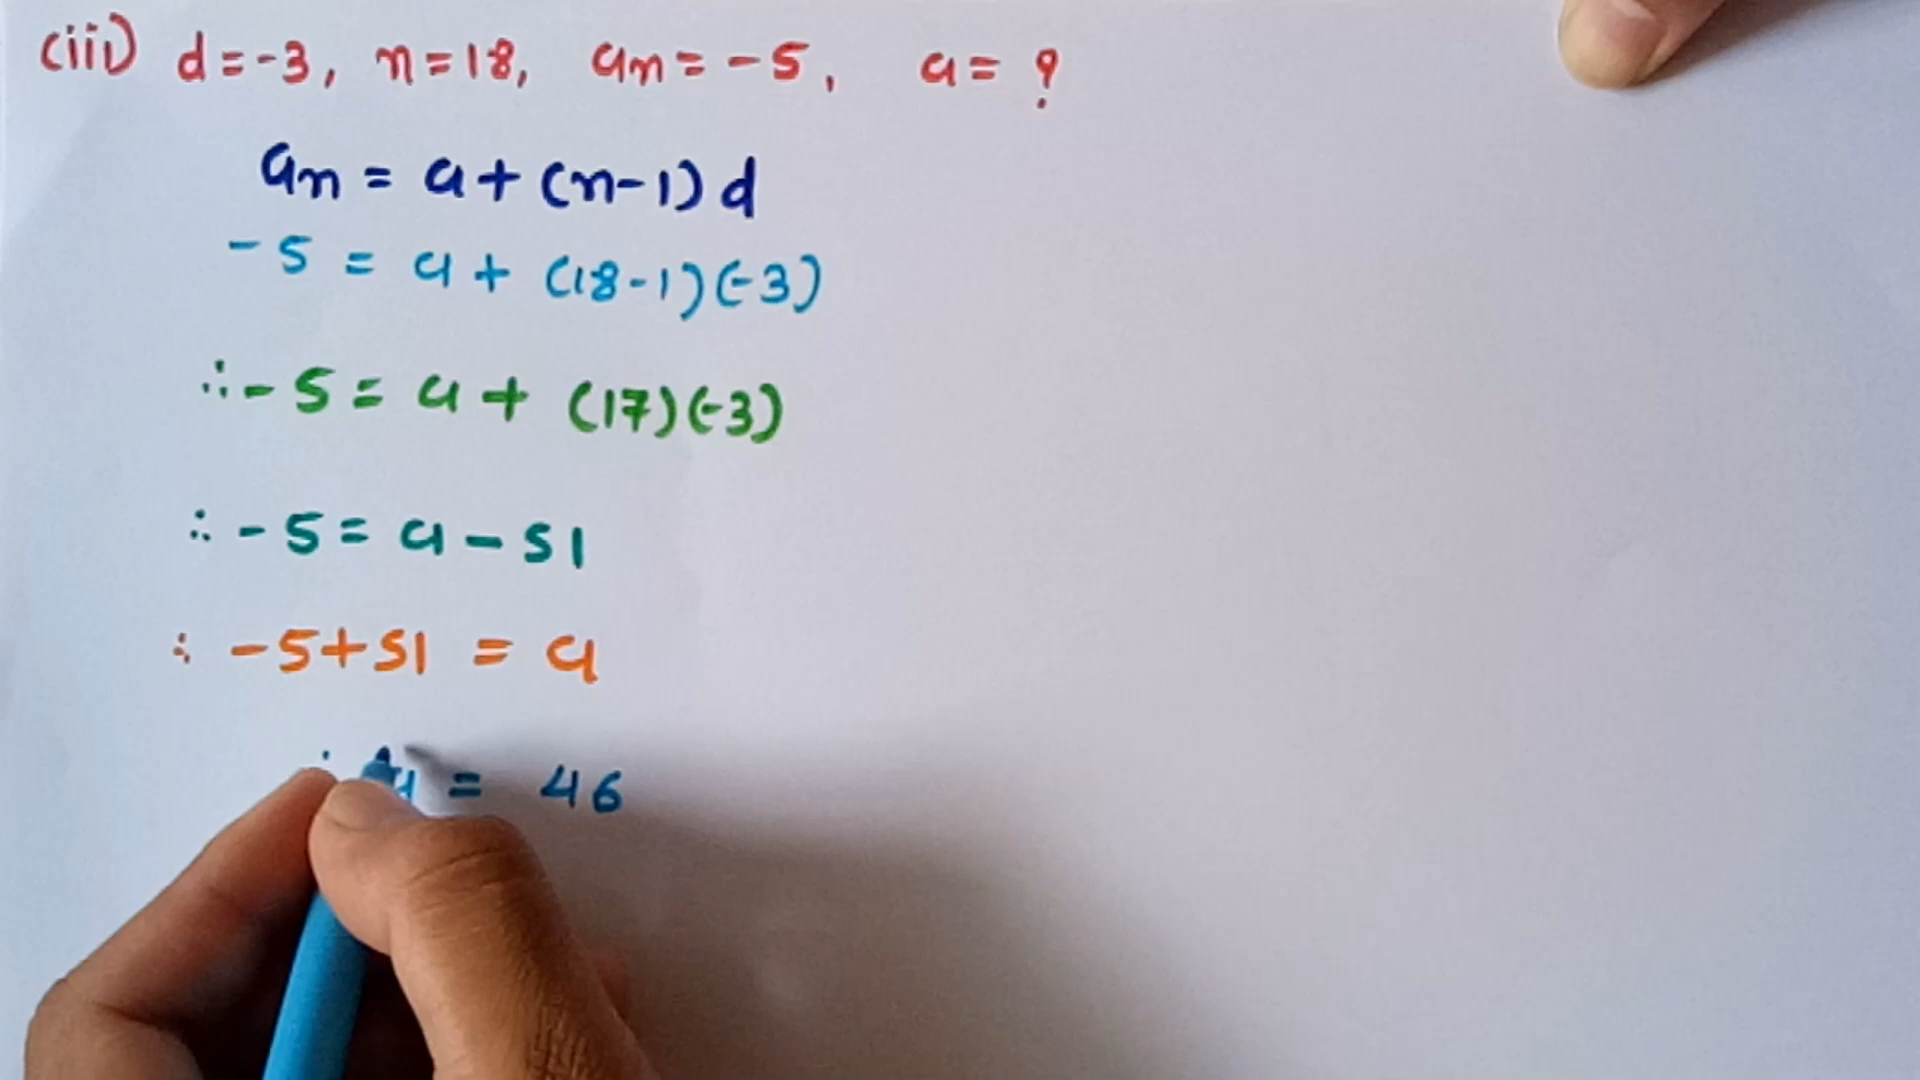 (iii) d=-3, n=18, an=-5, a=?
an = a+(n-1)d
-5 = a+(18-1)(-3)
∴ -5 = a+(17)(-3)
∴ -5 = a-51
∴ -5+51 = a
∴ a = 46